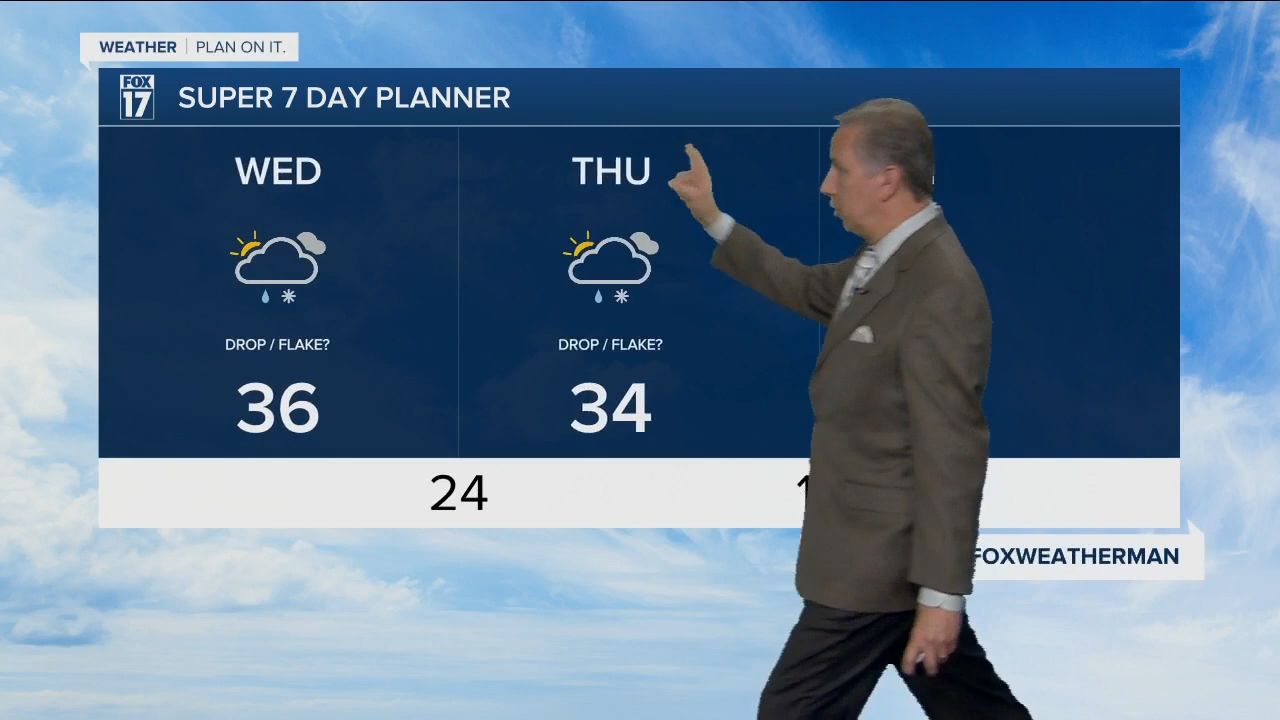 WEATHER | PLAN ON IT.
FOX
17
SUPER 7 DAY PLANNER
WED
THU
DROP / FLAKE?
DROP / FLAKE?
36
34
24
FOXWEATHERMAN